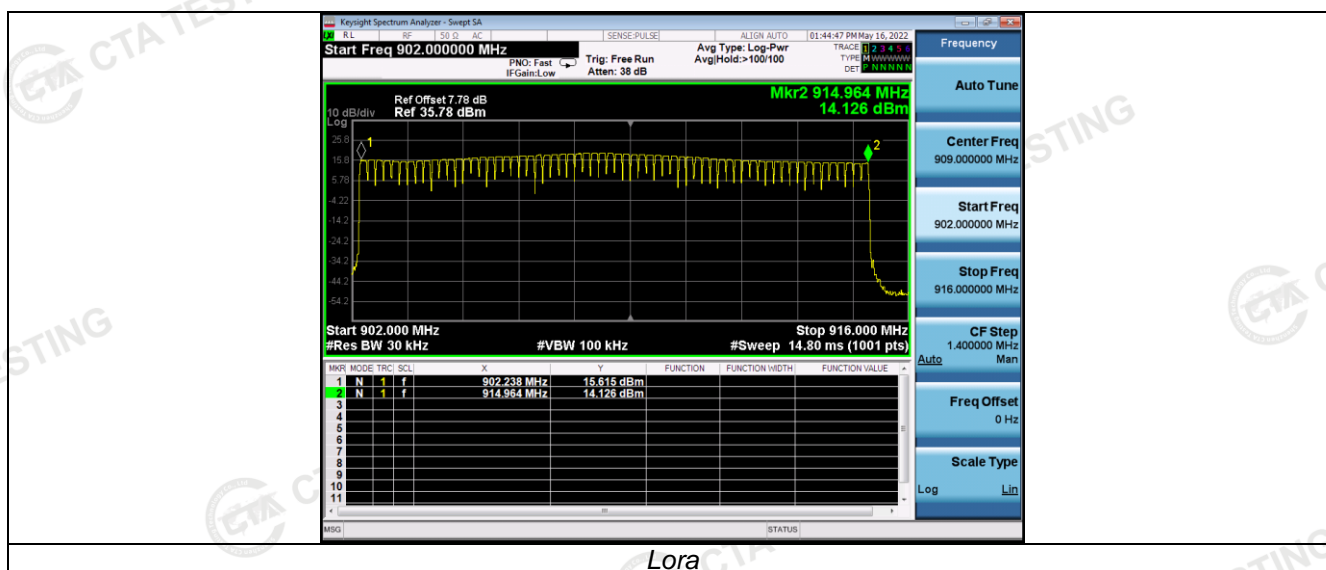 CTA TESTING
Keysight Spectrum Analyzer - Swept SA
RL RF 50 Ω AC SENSE:PULSE ALIGN AUTO 01:44:47 PM May 16, 2022
Start Freq 902.000000 MHz
PNO: Fast
IFGain:Low
Trig: Free Run
Atten: 38 dB
Avg Type: Log-Pwr
Avg|Hold:>100/100
TRACE 1 2 3 4 5 6
TYPE M WWWWW
DET P N N N N N
Frequency
Mkr2 914.964 MHz
14.126 dBm
Ref Offset 7.78 dB
10 dB/div Ref 35.78 dBm
Log
25.8
15.8
5.78
-4.22
-14.2
-24.2
-34.2
-44.2
-54.2
1
2
Start 902.000 MHz Stop 916.000 MHz
#Res BW 30 kHz #VBW 100 kHz #Sweep 14.80 ms (1001 pts)
MKR MODE TRC SCL X Y FUNCTION FUNCTION WIDTH FUNCTION VALUE
1 N 1 f 902.238 MHz 15.615 dBm
2 N 1 f 914.964 MHz 14.126 dBm
3
4
5
6
7
8
9
10
11
MSG STATUS
Auto Tune
Center Freq
909.000000 MHz
Start Freq
902.000000 MHz
Stop Freq
916.000000 MHz
CF Step
1.400000 MHz
Auto Man
Freq Offset
0 Hz
Scale Type
Log Lin
Lora